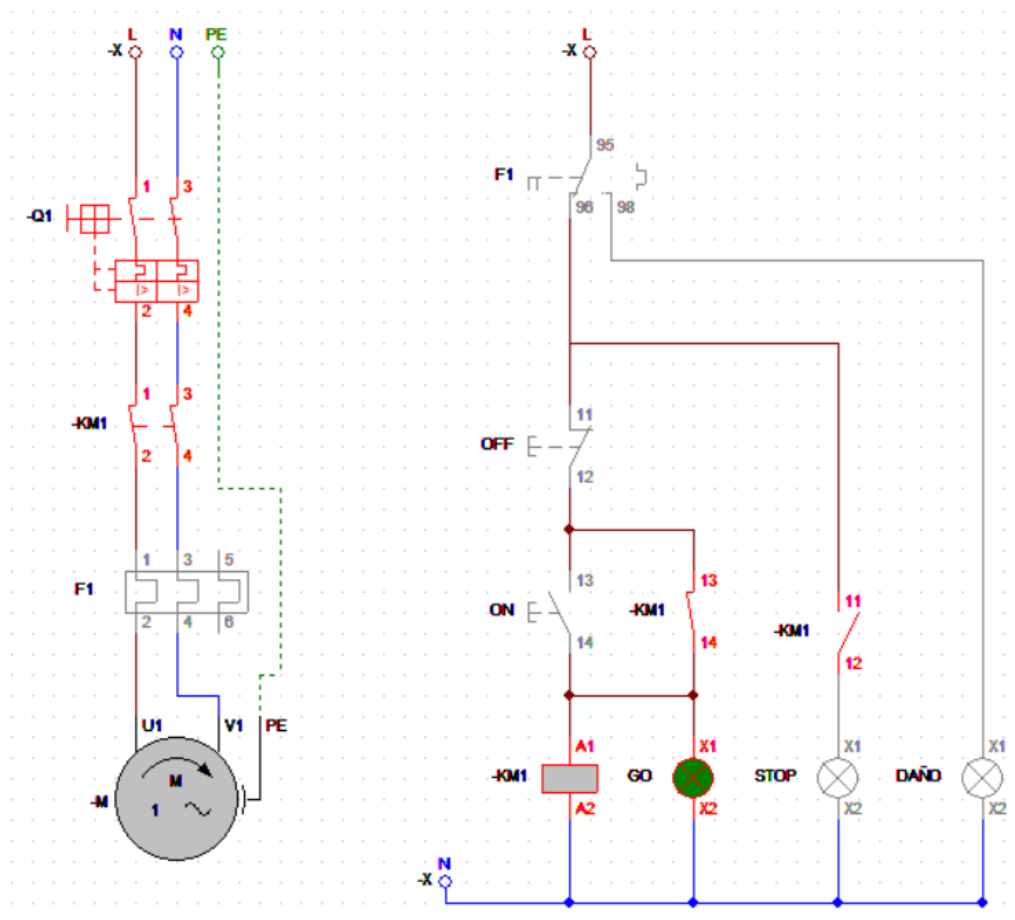 L N PE
-X
1 3
-Q1
|> |>
2 4
1 3
-KM1
2 4
1 3 5
F1
2 4 6
U1 V1 PE
M
-M
1
L
-X
95
F1
96 98
11
OFF
12
13
ON
14
13
-KM1
14
11
-KM1
12
A1
-KM1
A2
X1
GO
X2
X1
STOP
X2
X1
DAÑO
X2
N
-X